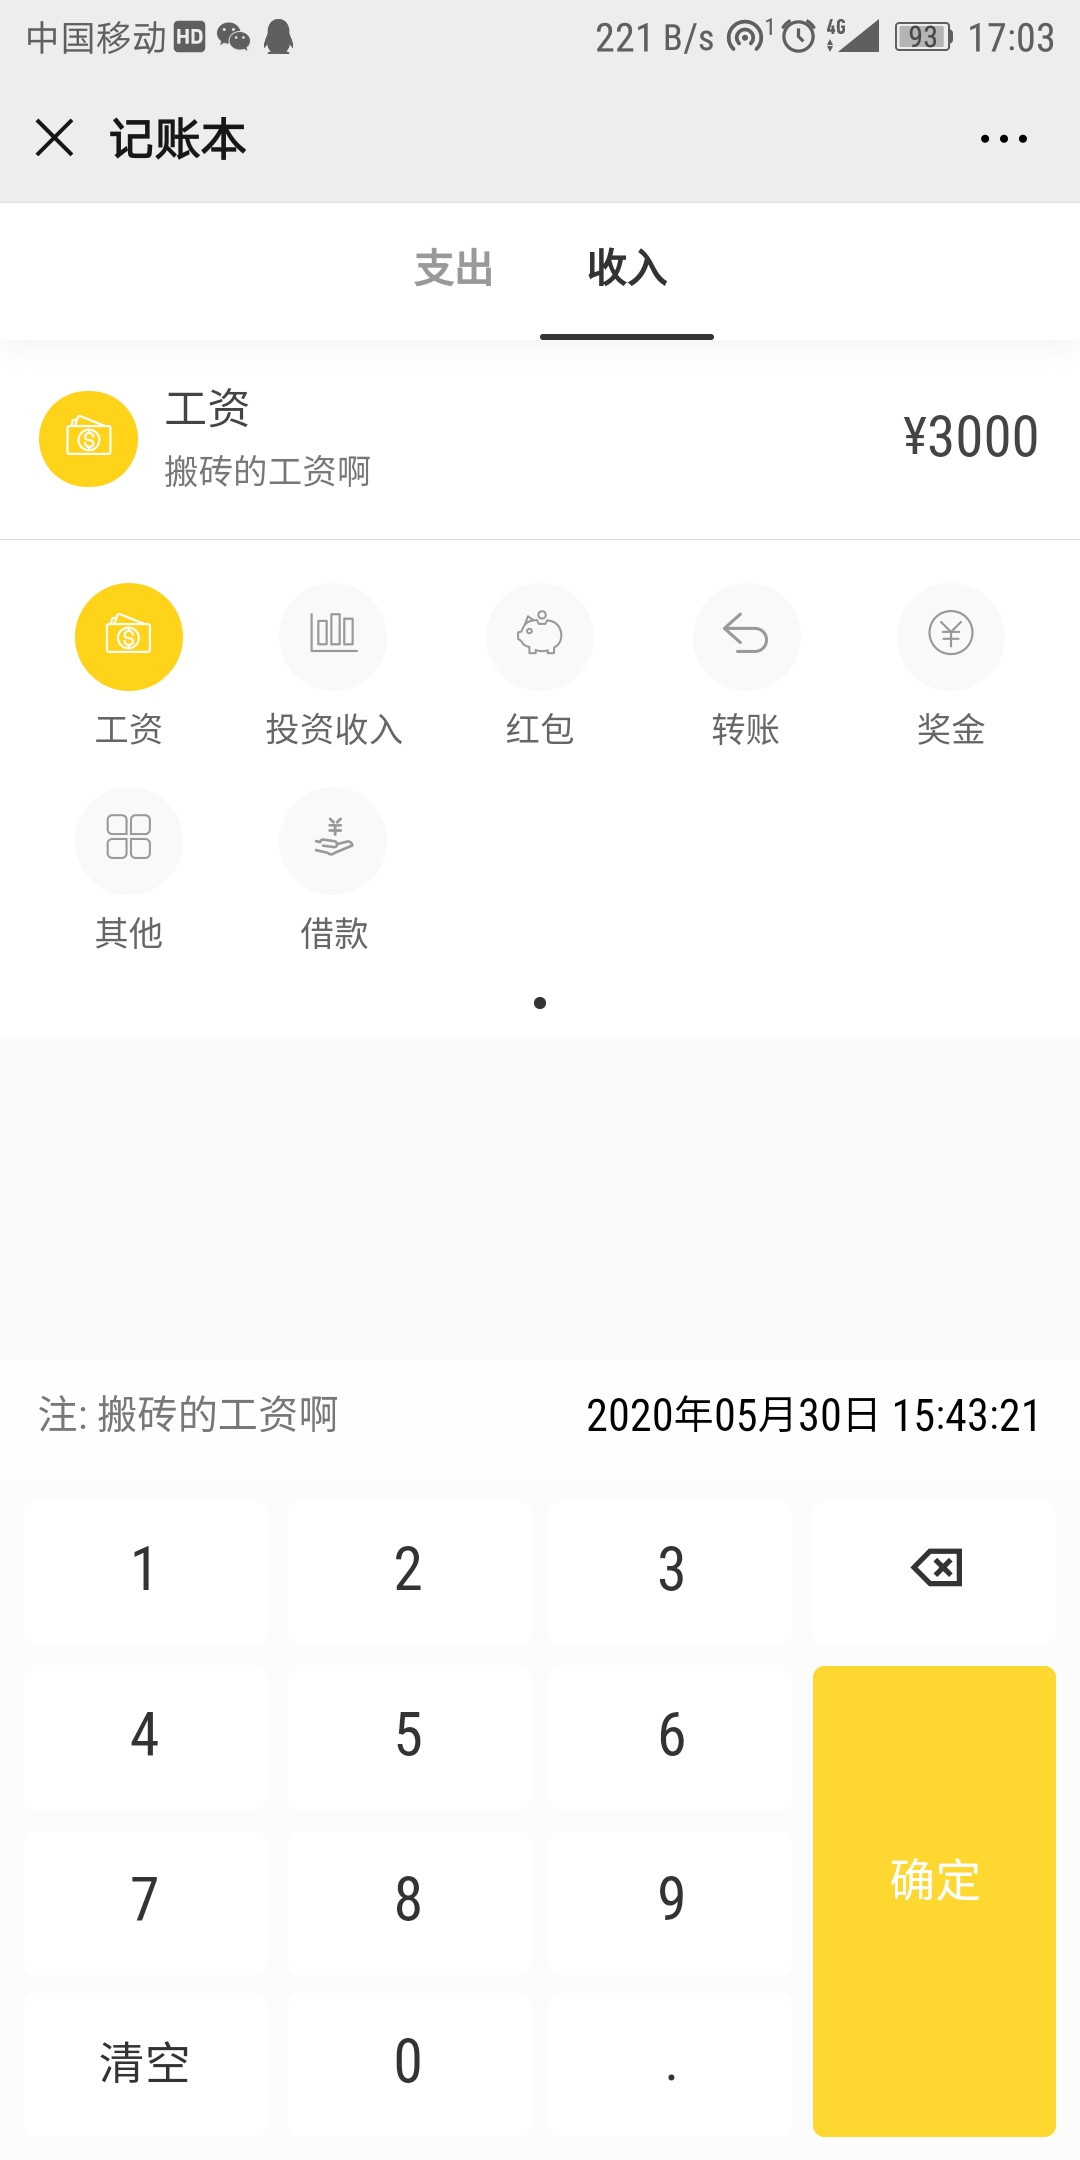 中国移动 HD 221 B/s 1 4G 93 17:03
记账本
支出 收入
工资
搬砖的工资啊
¥3000
工资 投资收入 红包 转账 奖金
其他 借款
注: 搬砖的工资啊 2020年05月30日 15:43:21
1 2 3
4 5 6
7 8 9
确定
清空 0 .